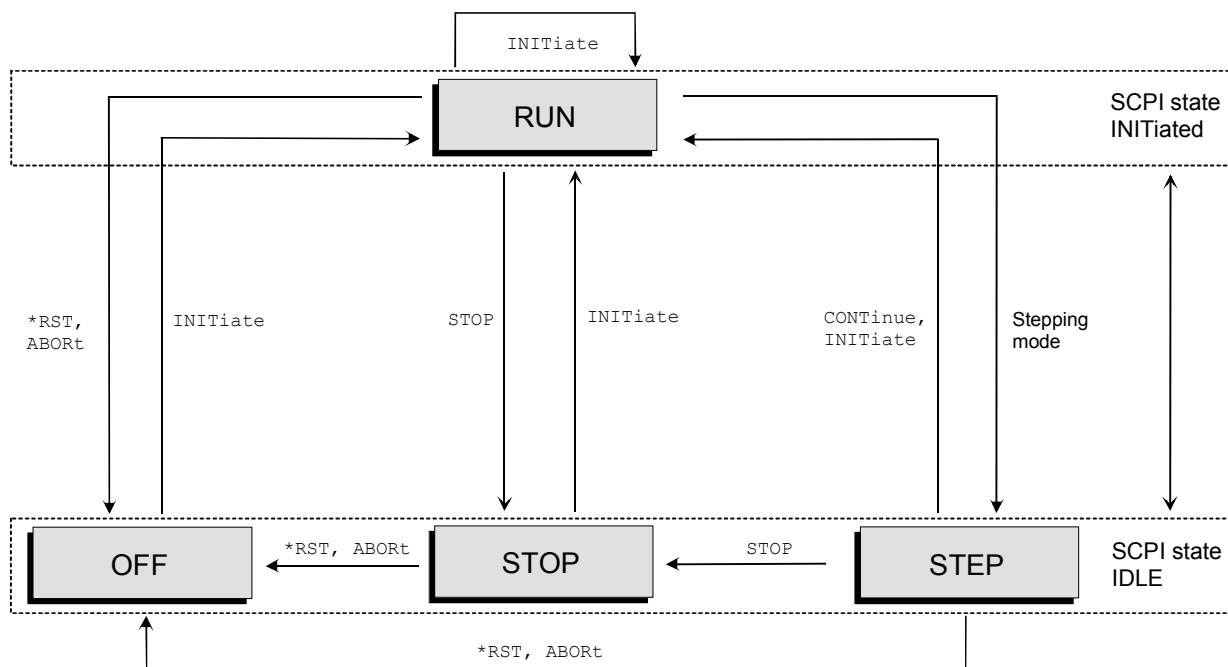 INITiate
RUN
SCPI state
INITiated
*RST,
ABORt
INITiate
STOP
INITiate
CONTinue,
INITiate
Stepping
mode
OFF
*RST, ABORt
STOP
STOP
STEP
SCPI state
IDLE
*RST, ABORt